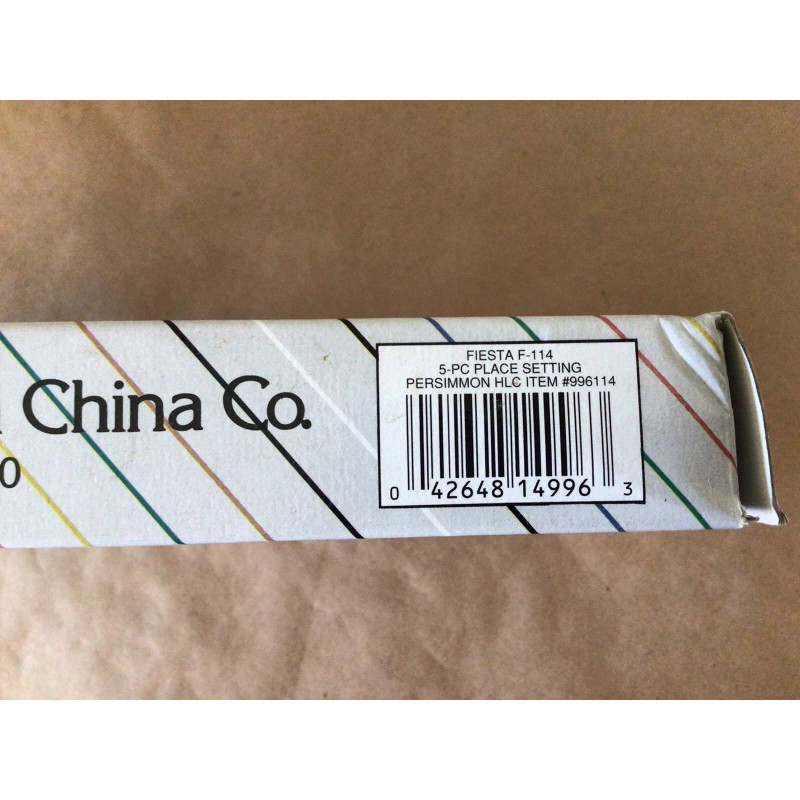 China Co.
0
FIESTA F-114
5-PC PLACE SETTING
PERSIMMON HLC ITEM #996114
0 42648 14996 3